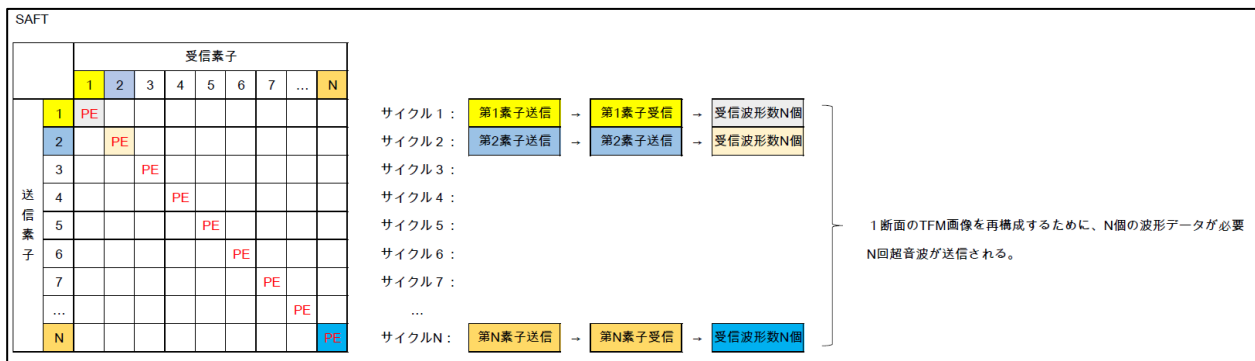 SAFT
受信素子
1 2 3 4 5 6 7 … N
送信素子
1 PE
2 PE
3 PE
4 PE
5 PE
6 PE
7 PE
… PE
N PE
サイクル1： 第1素子送信 → 第1素子受信 → 受信波形数N個
サイクル2： 第2素子送信 → 第2素子送信 → 受信波形数N個
サイクル3：
サイクル4：
サイクル5：
サイクル6：
サイクル7：
…
サイクルN： 第N素子送信 → 第N素子受信 → 受信波形数N個
1断面のTFM画像を再構成するために、N個の波形データが必要
N回超音波が送信される。